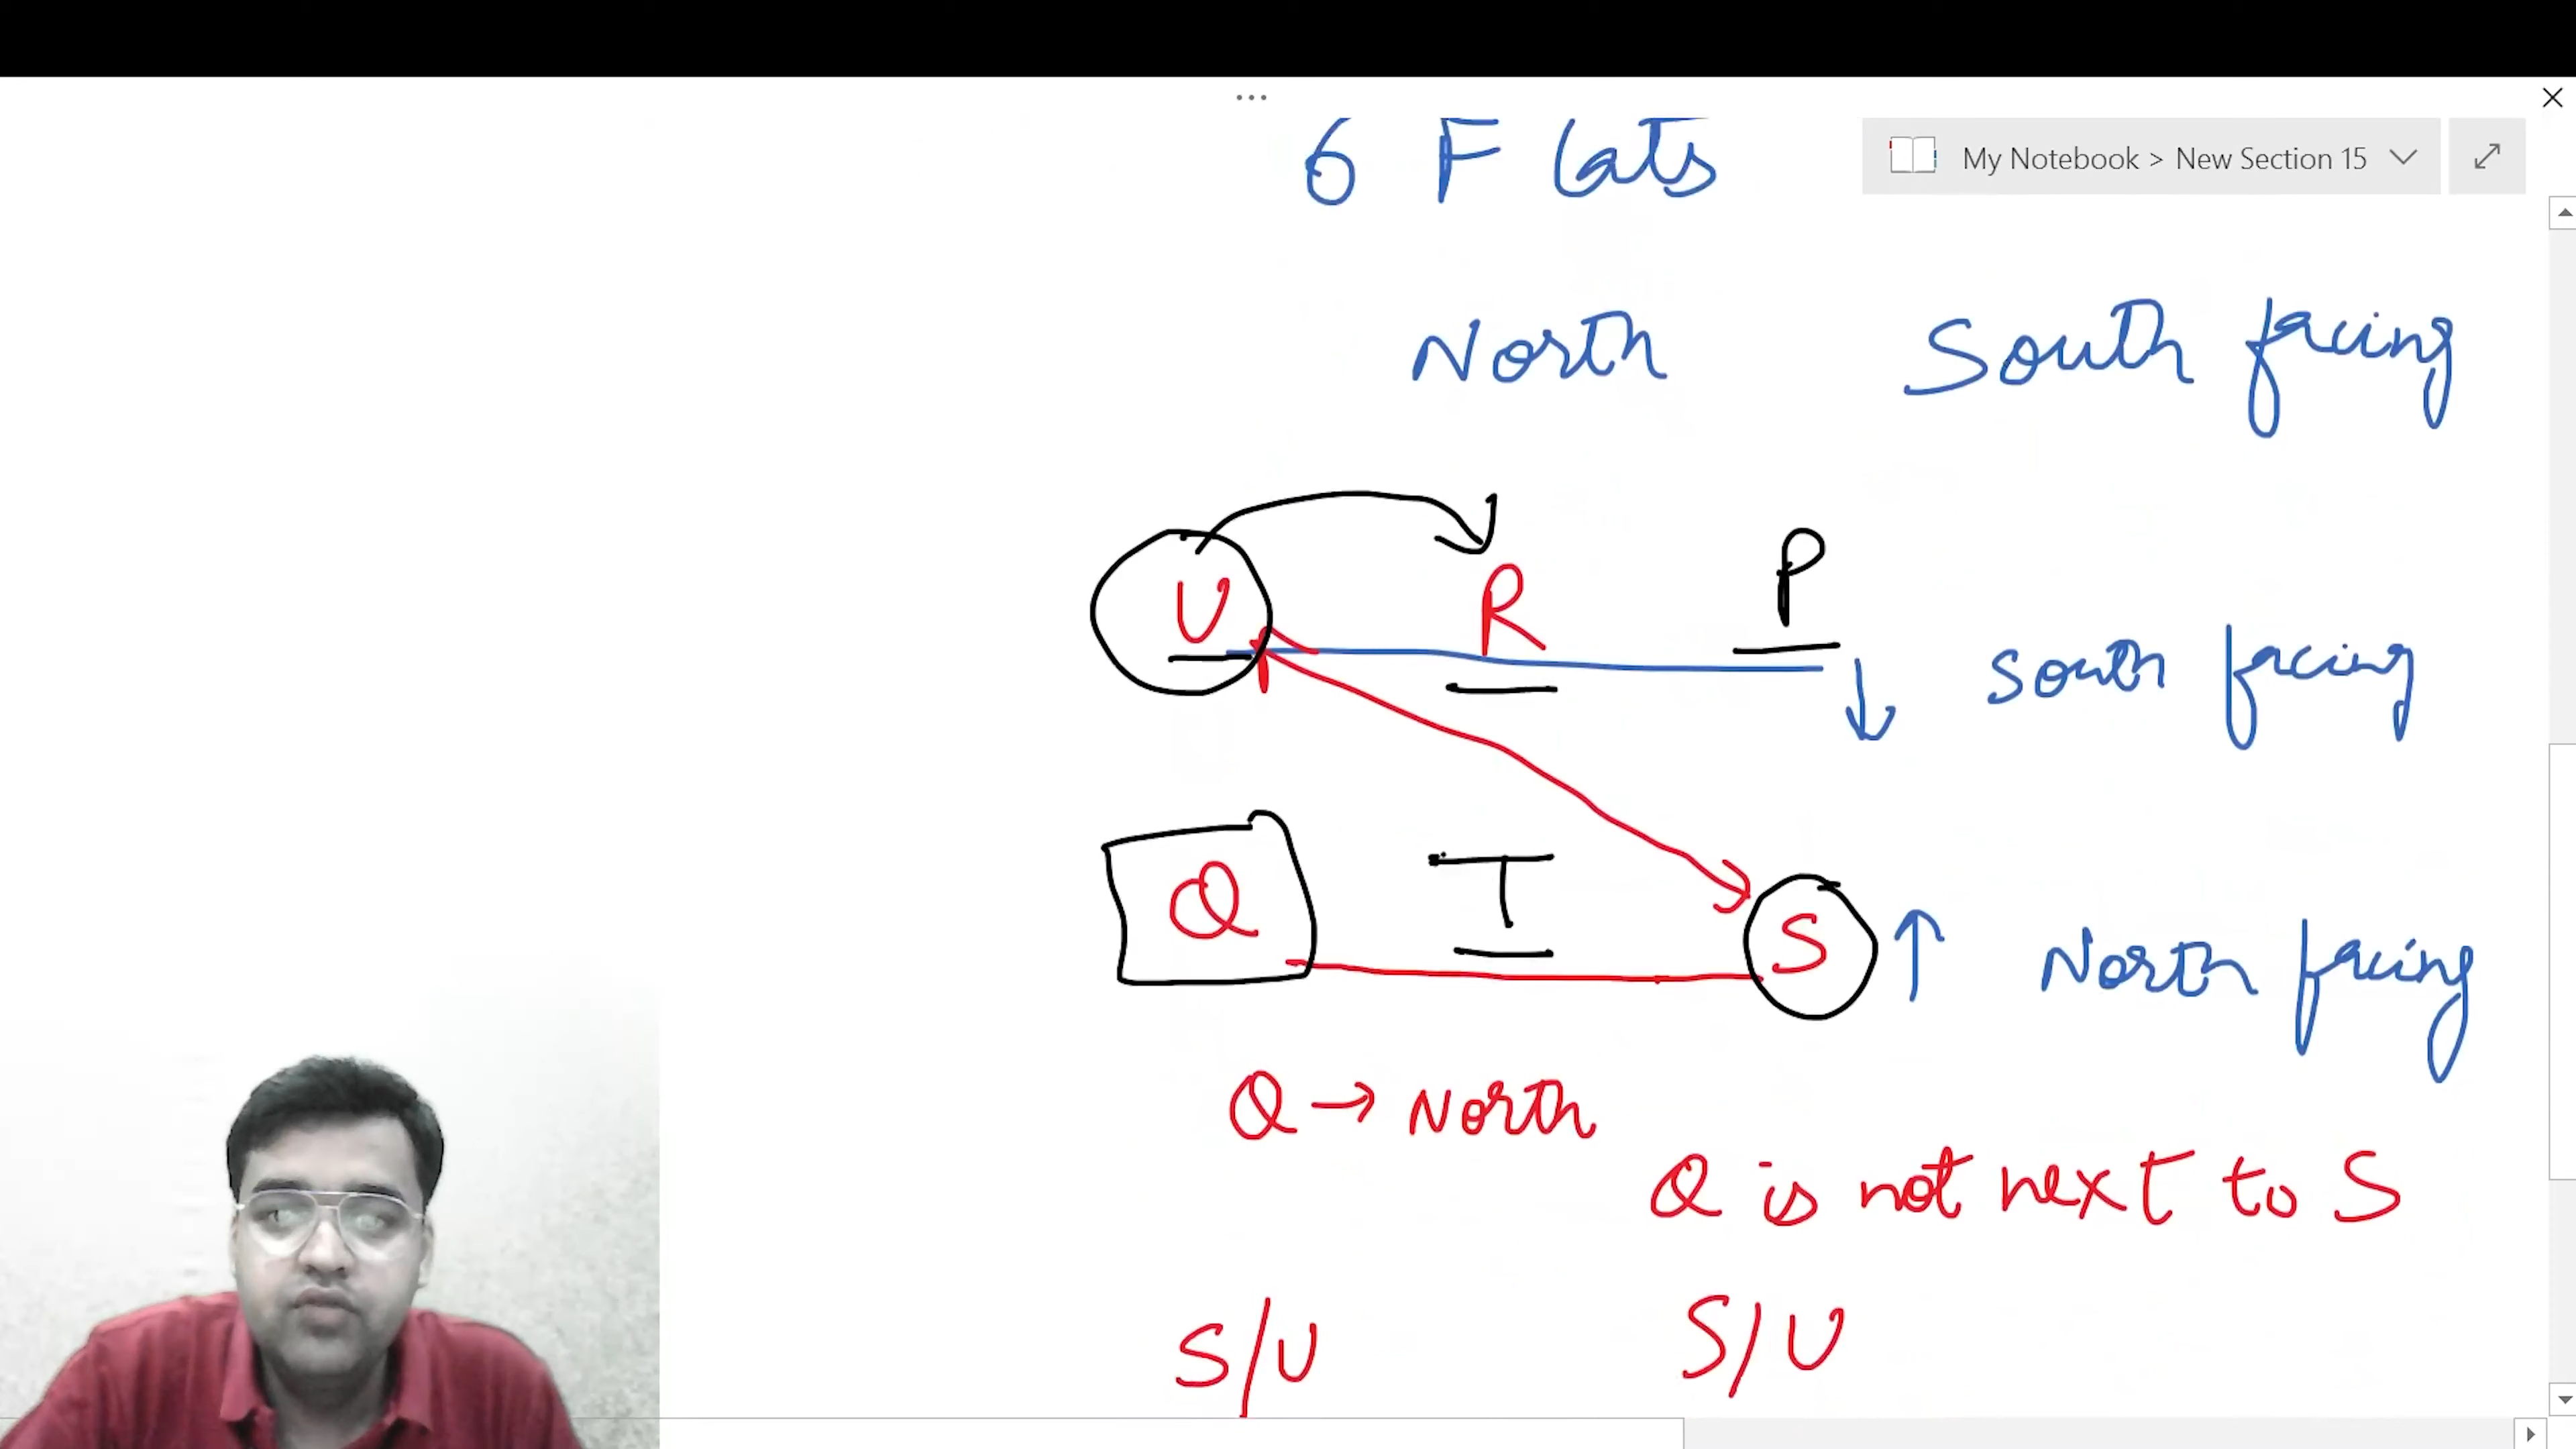 6 Flats
My Notebook > New Section 15
North South facing
U R P
South facing
Q T S
North facing
Q → North
Q is not next to S
S/U S/U